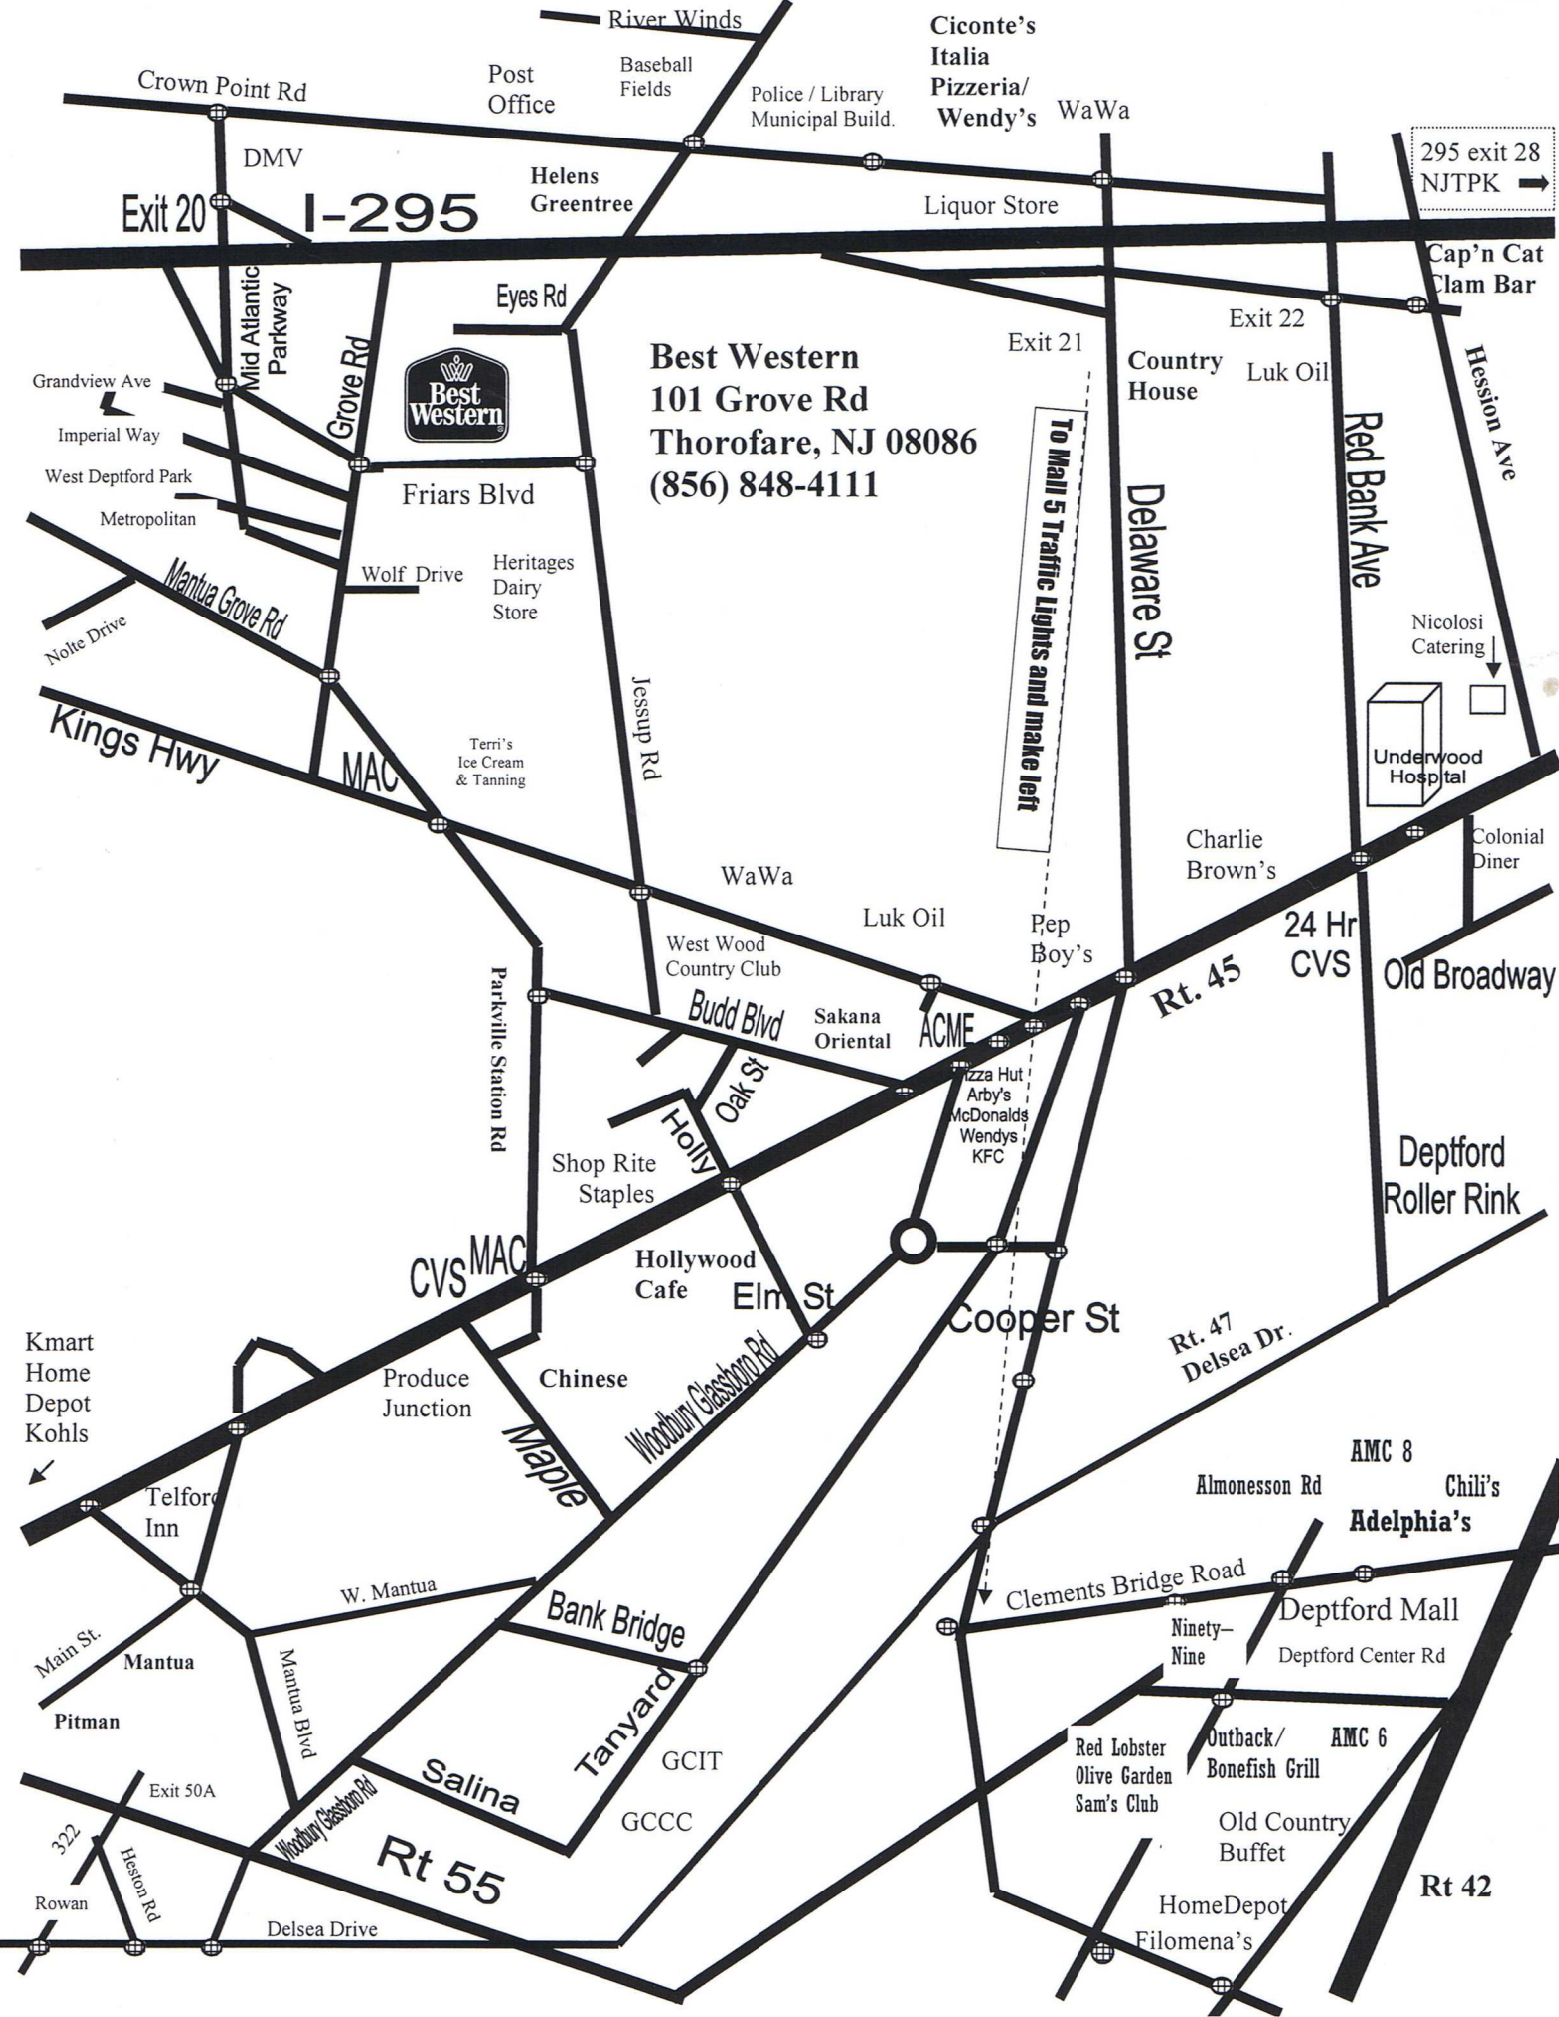 River Winds
Ciconte's
Italia
Pizzeria/
Wendy's
WaWa
Baseball
Fields
Post
Office
Crown Point Rd
Police / Library
Municipal Build.
295 exit 28
NJTPK
DMV
Helens
Greentree
Exit 20
I-295
Liquor Store
Cap'n Cat
Clam Bar
Eyes Rd
Mid Atlantic
Parkway
Grove Rd
Exit 22
Exit 21
Best
Western
Best Western
101 Grove Rd
Thorofare, NJ 08086
(856) 848-4111
Country
House
Luk Oil
Hession Ave
Grandview Ave
Imperial Way
West Deptford Park
Metropolitan
Friars Blvd
To Mall 5 Traffic Lights and make left
Delaware St
Red Bank Ave
Mantua Grove Rd
Nolte Drive
Wolf Drive
Heritages
Dairy
Store
Nicolosi
Catering
Jessup Rd
Kings Hwy
MAC
Terri's
Ice Cream
& Tanning
Underwood
Hospital
Charlie
Brown's
Colonial
Diner
WaWa
Luk Oil
Pep
Boy's
24 Hr
CVS
Old Broadway
West Wood
Country Club
Rt. 45
Parkville Station Rd
Budd Blvd
Sakana
Oriental
ACME
Oak St
Holly
izza Hut
Arby's
McDonalds
Wendys
KFC
Shop Rite
Staples
Deptford
Roller Rink
CVS
MAC
Hollywood
Cafe
Elm St
Cooper St
Rt. 47
Delsea Dr.
Kmart
Home
Depot
Kohls
Produce
Junction
Chinese
Woodbury Glassboro Rd
Maple
Telford
Inn
AMC 8
Almonesson Rd
Chili's
Adelphia's
W. Mantua
Bank Bridge
Clements Bridge Road
Deptford Mall
Ninety–
Nine
Deptford Center Rd
Main St.
Mantua
Mantua Blvd
Pitman
Tanyard
GCIT
Red Lobster
Olive Garden
Sam's Club
Outback/
Bonefish Grill
AMC 6
Exit 50A
Salina
Woodbury Glassboro Rd
GCCC
Old Country
Buffet
322
Heston Rd
Rt 55
Rt 42
Rowan
Delsea Drive
HomeDepot
Filomena's